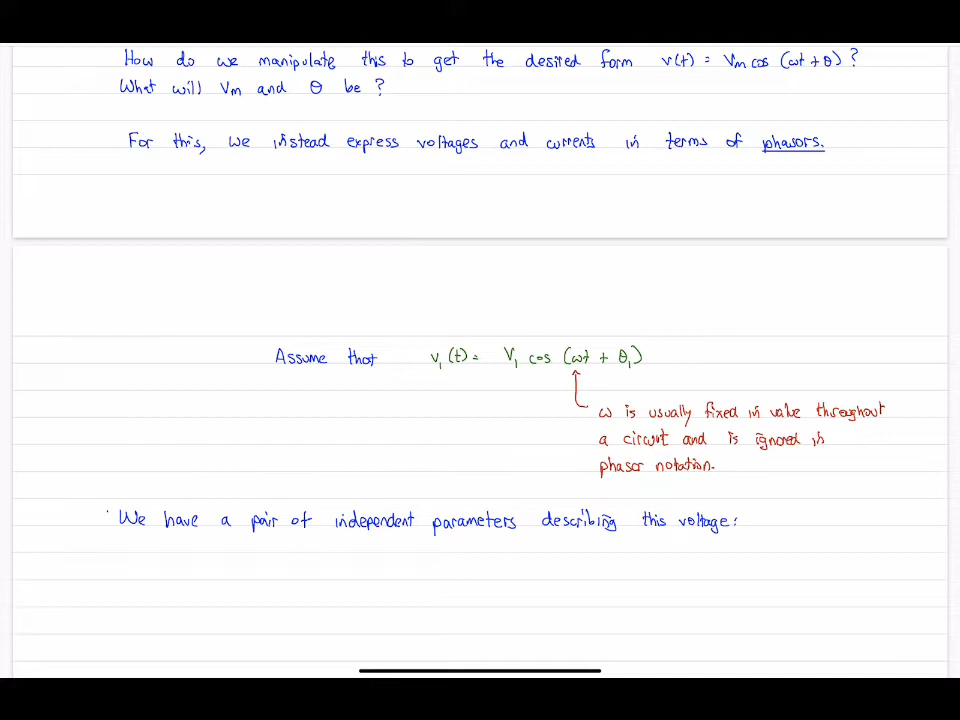 How do we manipulate this to get the desired form v(t) = Vm cos (ωt + θ) ?
What will Vm and θ be ?
For this, we instead express voltages and currents in terms of phasors.
Assume that v₁(t) = V₁ cos (ωt + θ₁)
ω is usually fixed in value throughout
a circuit and is ignored in
phasor notation.
We have a pair of independent parameters describing this voltage: